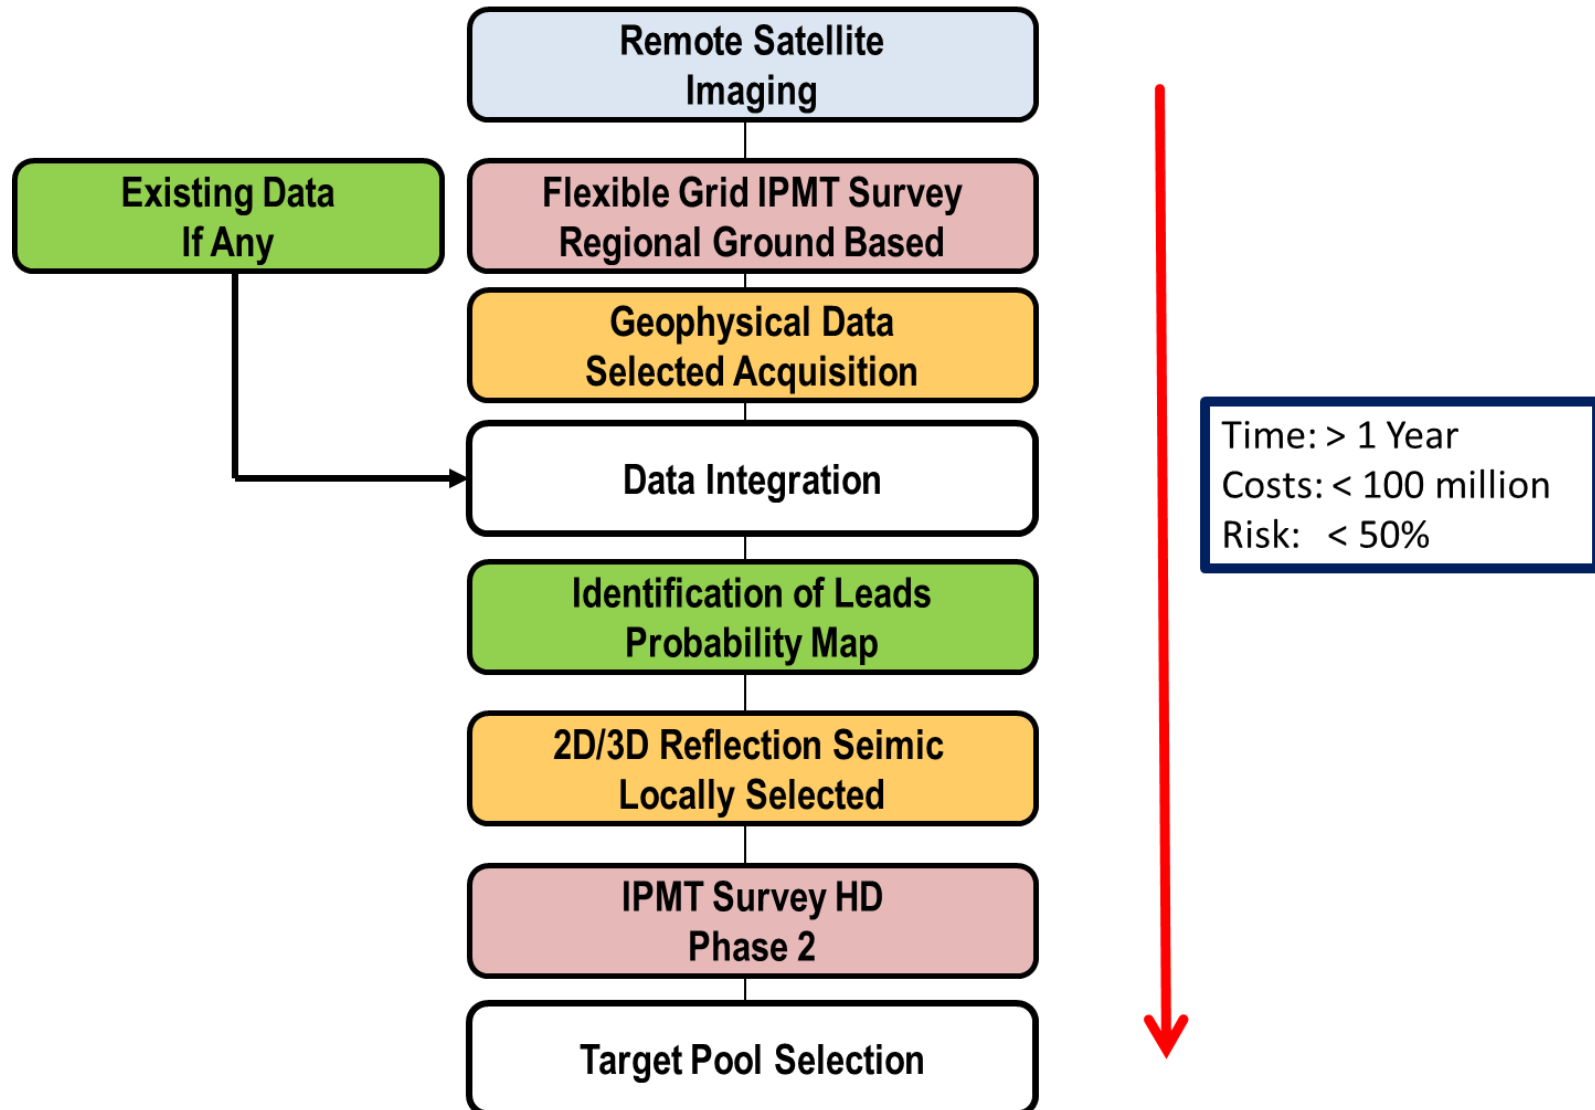 Remote Satellite
Imaging
Existing Data
If Any
Flexible Grid IPMT Survey
Regional Ground Based
Geophysical Data
Selected Acquisition
Data Integration
Time: > 1 Year
Costs: < 100 million
Risk: < 50%
Identification of Leads
Probability Map
2D/3D Reflection Seimic
Locally Selected
IPMT Survey HD
Phase 2
Target Pool Selection